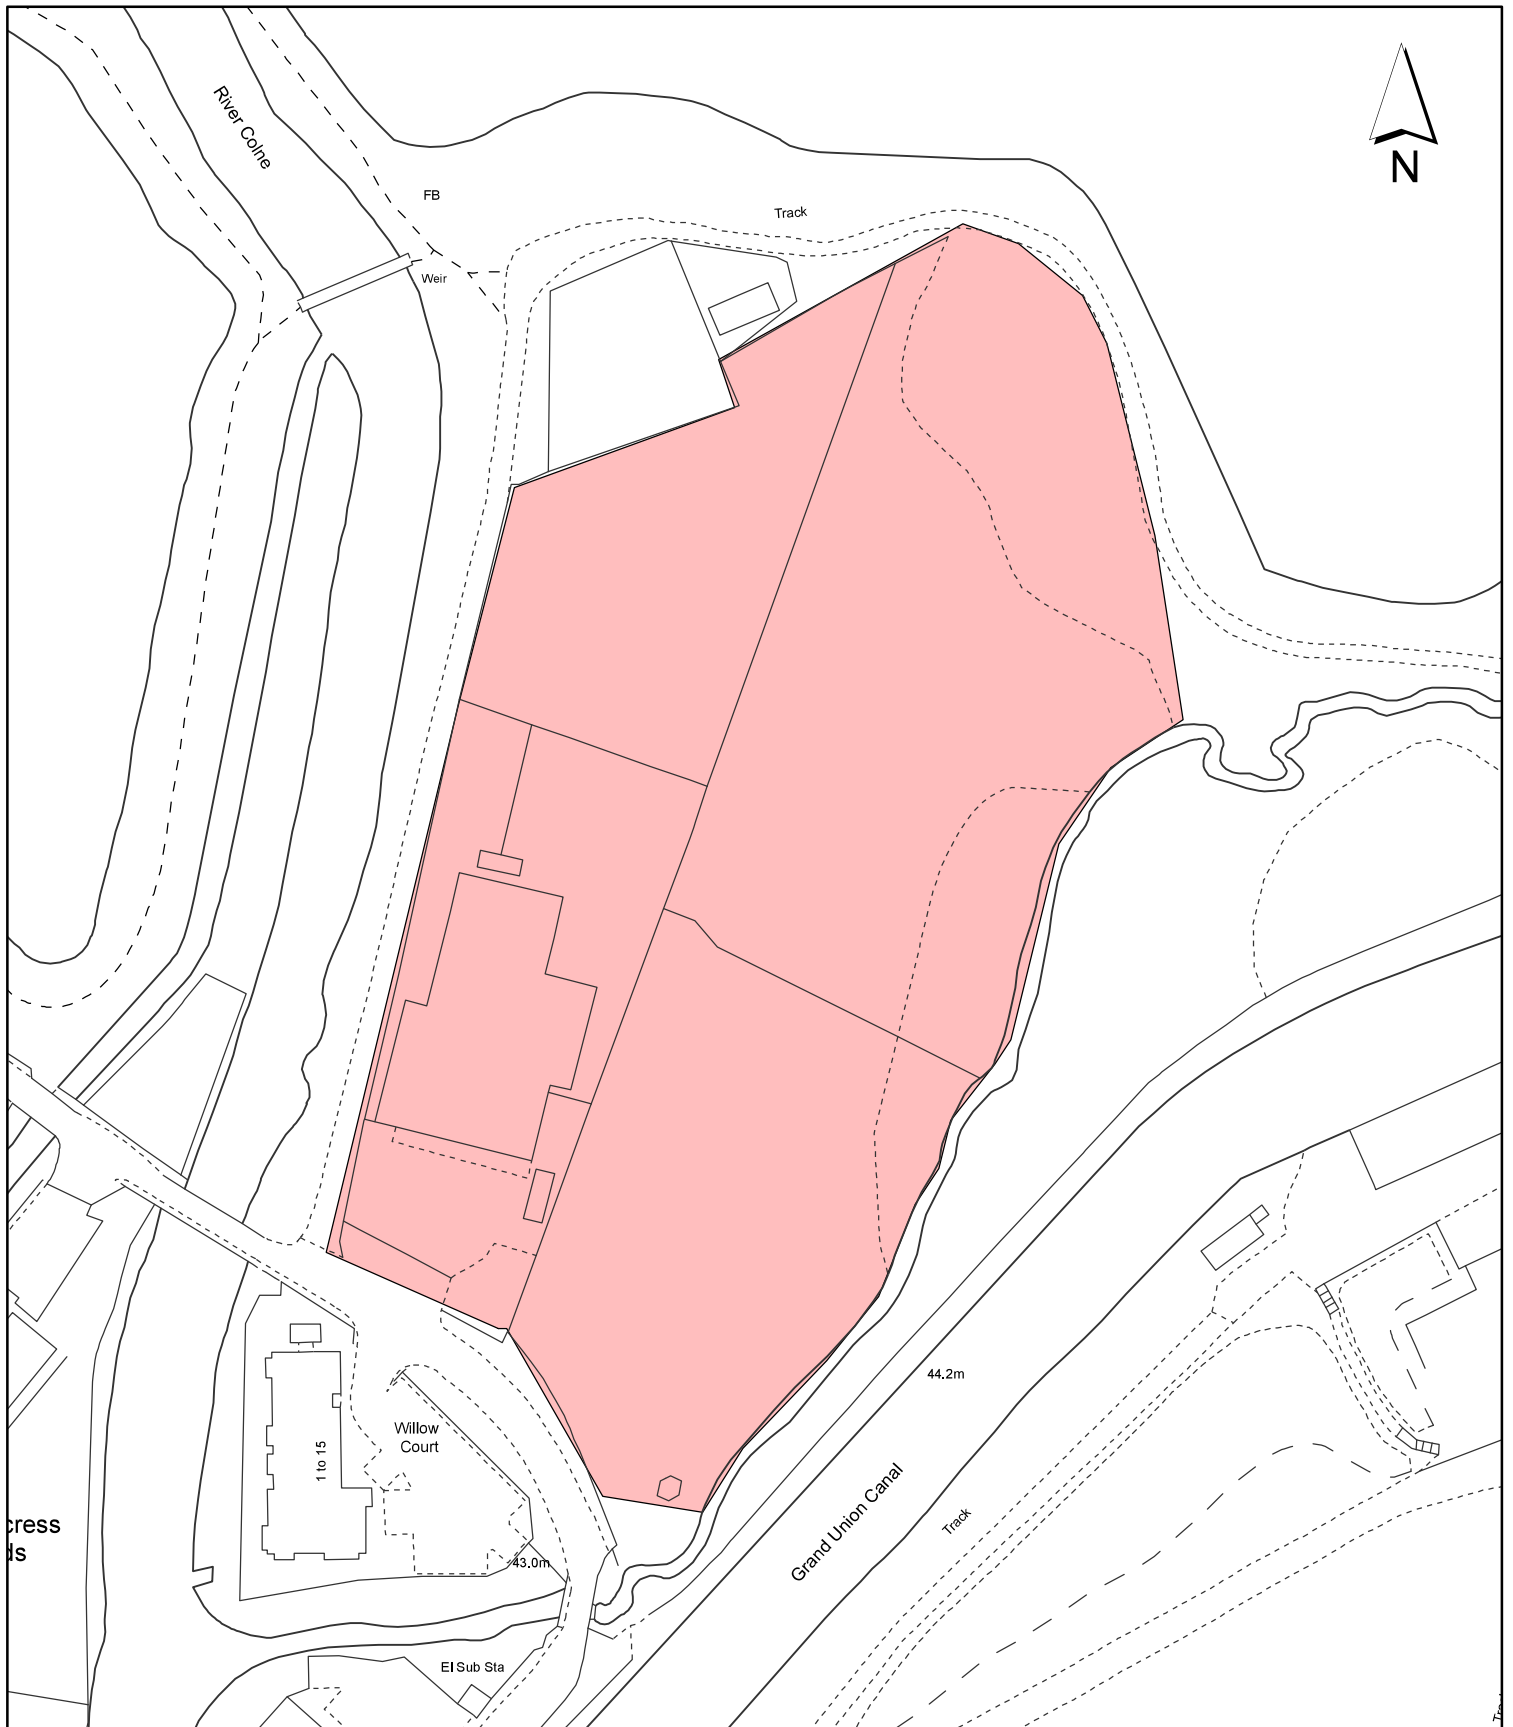 River Colne
N
FB
Track
Weir
44.2m
Willow
Court
1 to 15
Grand Union Canal
Track
cress
ds
43.0m
El Sub Sta